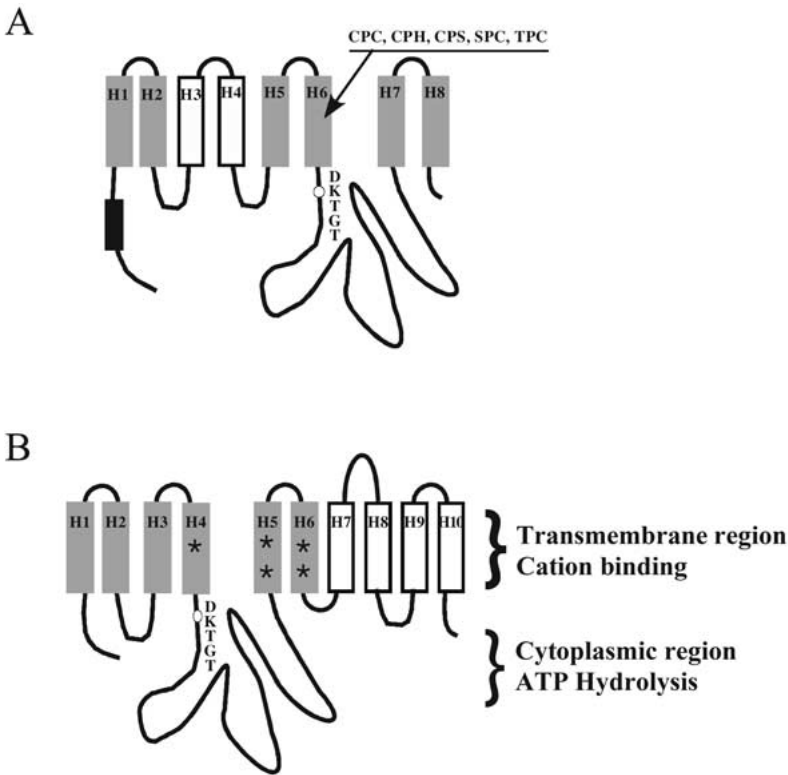 A
CPC, CPH, CPS, SPC, TPC
H1 H2 H3 H4 H5 H6 H7 H8
D
K
T
G
T
B
H1 H2 H3 H4 H5 H6 H7 H8 H9 H10
* * *
* *
Transmembrane region
Cation binding
D
K
T
G
T
Cytoplasmic region
ATP Hydrolysis